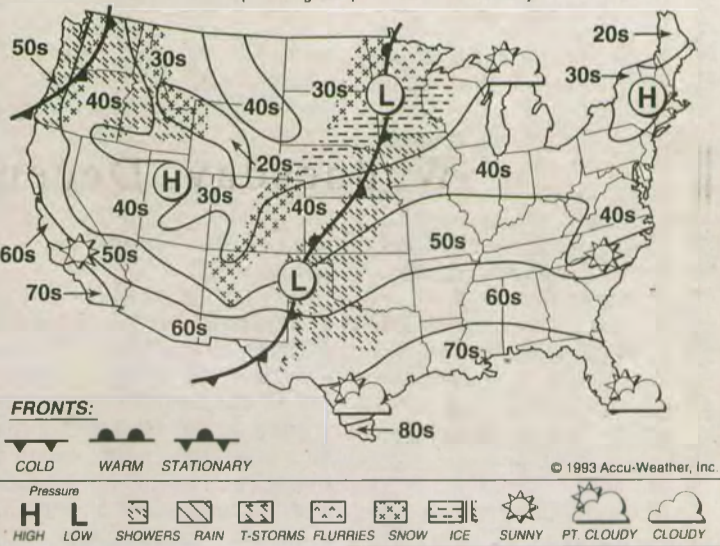 20s
50s
30s
30s
40s
40s
30s
L
H
20s
40s
H
30s
40s
40s
40s
50s
60s
50s
L
70s
60s
60s
70s
80s
FRONTS:
COLD WARM STATIONARY
© 1993 Accu-Weather, Inc.
Pressure
H L
HIGH LOW SHOWERS RAIN T-STORMS FLURRIES SNOW ICE SUNNY PT. CLOUDY CLOUDY